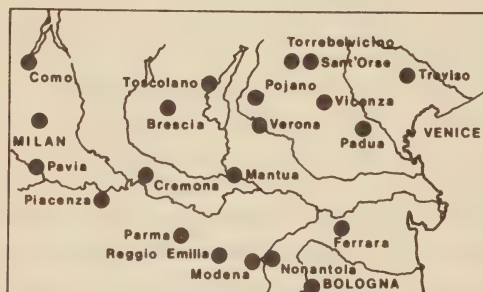 Torrebelvicino
Como
Toscolano
Sant'Orse
Treviso
Pojano
Brescia
Vicenza
MILAN
Verona
VENICE
Padua
Pavia
Cremona
Mantua
Piacenza
Parma
Ferrara
Reggio Emilia
Modena
Nonantola
BOLOGNA